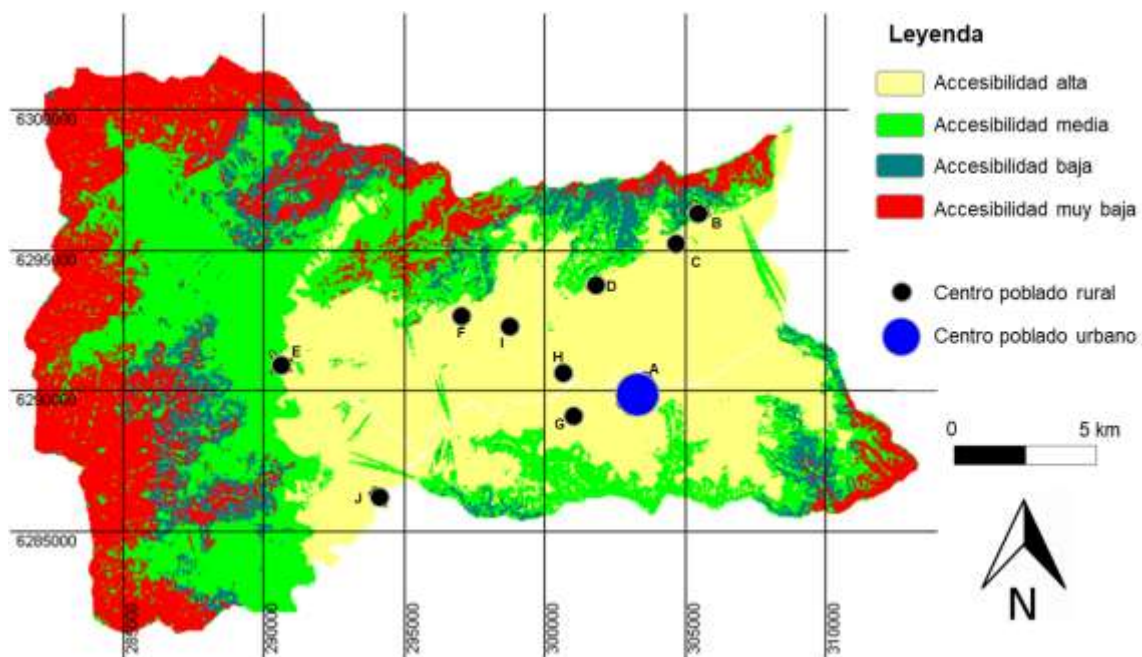 Leyenda
Accesibilidad alta
Accesibilidad media
Accesibilidad baja
Accesibilidad muy baja
Centro poblado rural
Centro poblado urbano
0 5 km
N
6300000
6295000
6290000
6285000
285000
290000
295000
300000
305000
310000
B
C
D
F
I
E
H
A
G
J